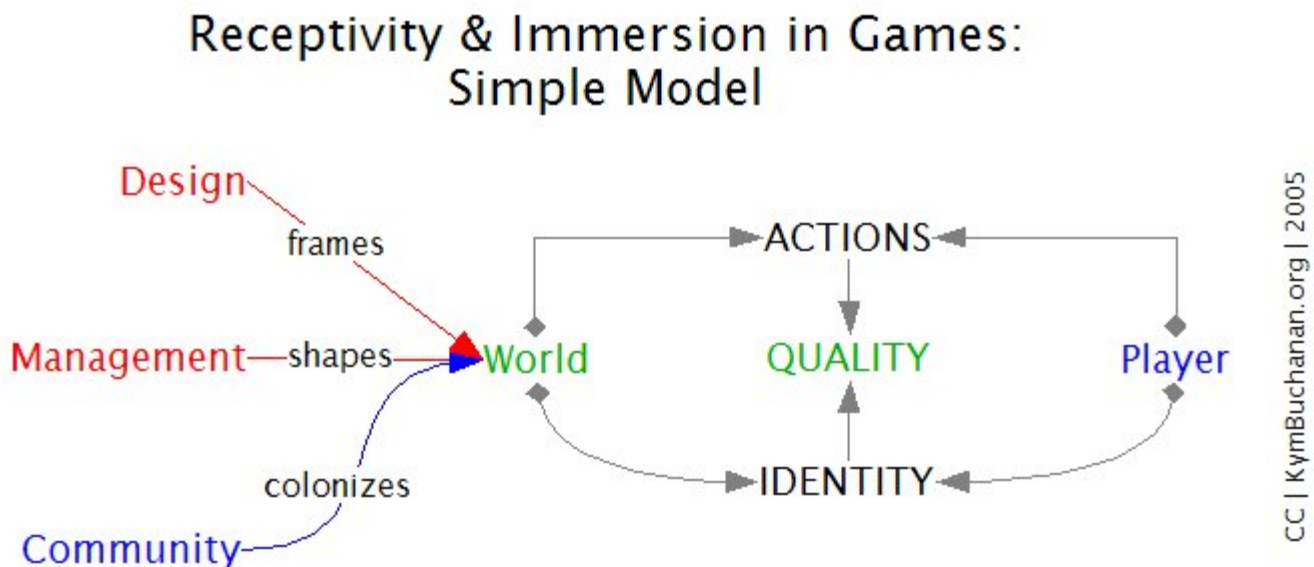 Receptivity & Immersion in Games:
Simple Model
Design
frames
ACTIONS
Management
shapes
World
QUALITY
Player
colonizes
IDENTITY
Community
CC | KymBuchanan.org | 2005